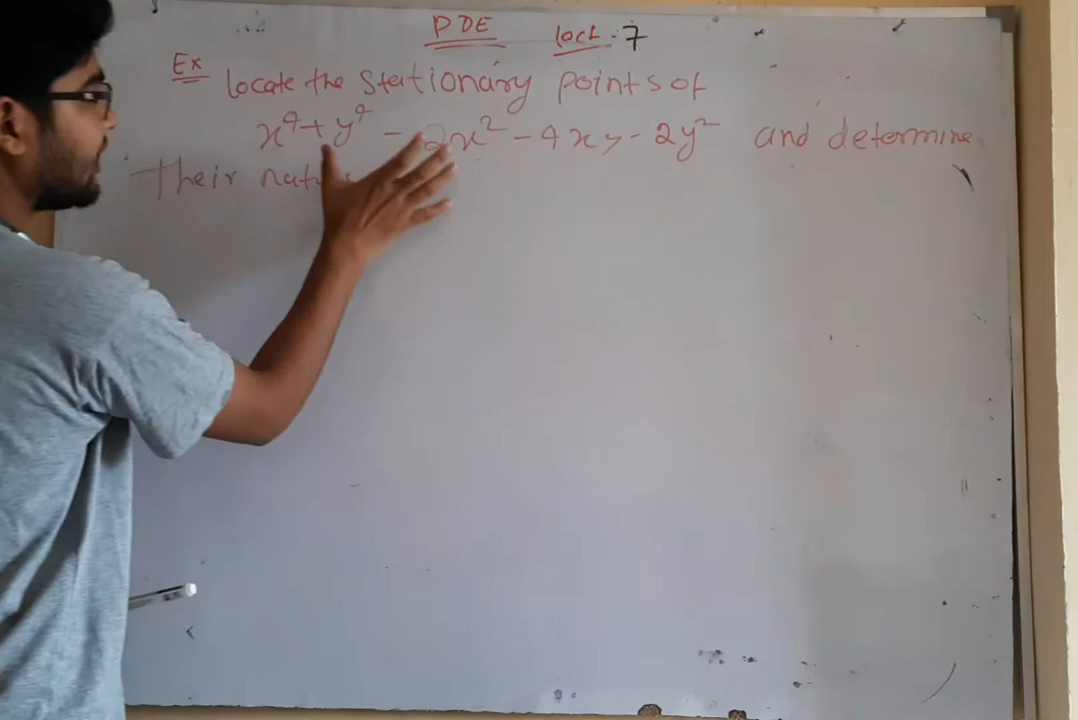 PDE lect. 7
Ex Locate the stationary points of
x⁴ + y⁴ - 2x² - 4xy - 2y² and determine
Their